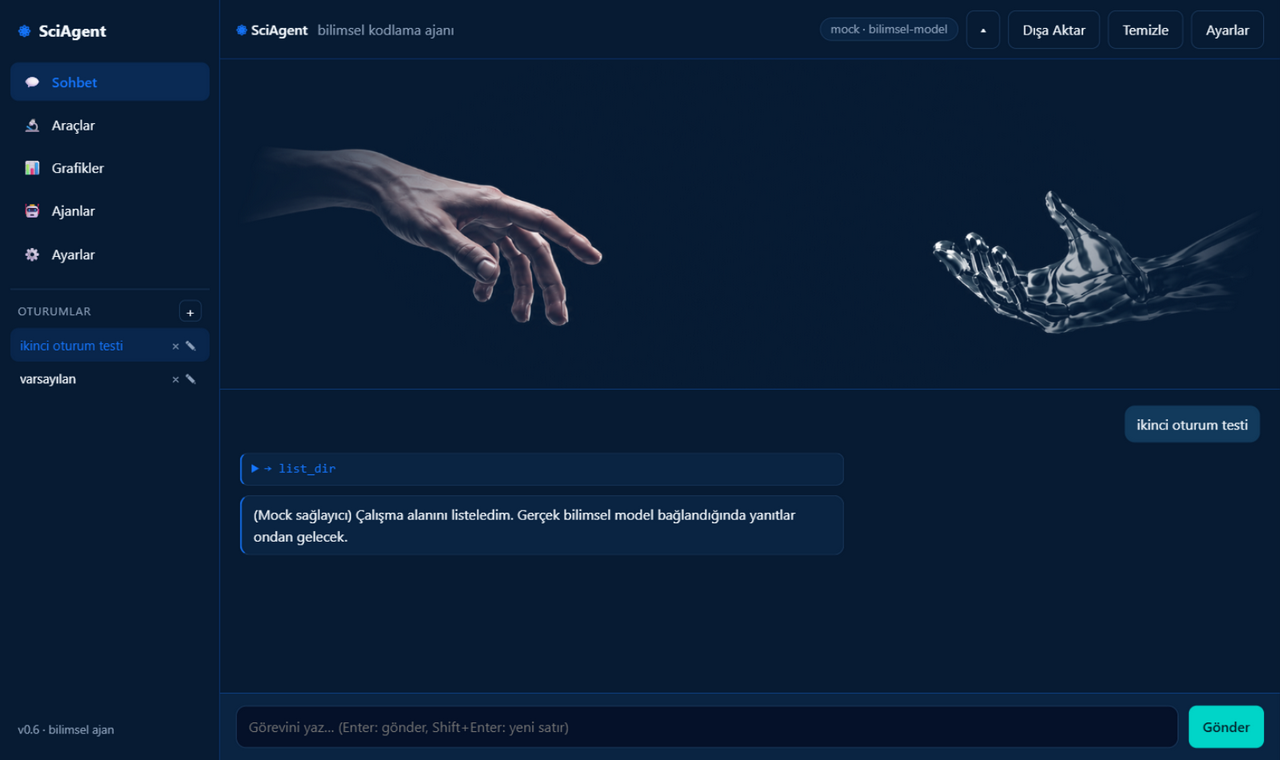 SciAgent
Sohbet
Araçlar
Grafikler
Ajanlar
Ayarlar
OTURUMLAR
+
ikinci oturum testi
×
varsayılan
×
v0.6 · bilimsel ajan
SciAgent bilimsel kodlama ajanı
mock · bilimsel-model
Dışa Aktar
Temizle
Ayarlar
ikinci oturum testi
→ list_dir
(Mock sağlayıcı) Çalışma alanını listeledim. Gerçek bilimsel model bağlandığında yanıtlar
ondan gelecek.
Görevini yaz... (Enter: gönder, Shift+Enter: yeni satır)
Gönder